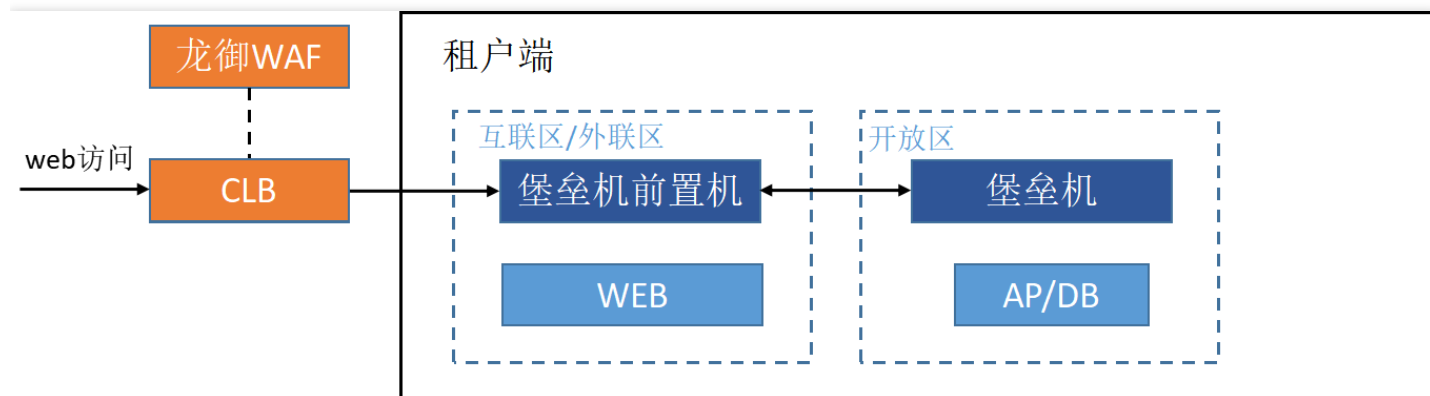 龙御WAF
租户端
互联区/外联区
开放区
web访问
CLB
堡垒机前置机
堡垒机
WEB
AP/DB